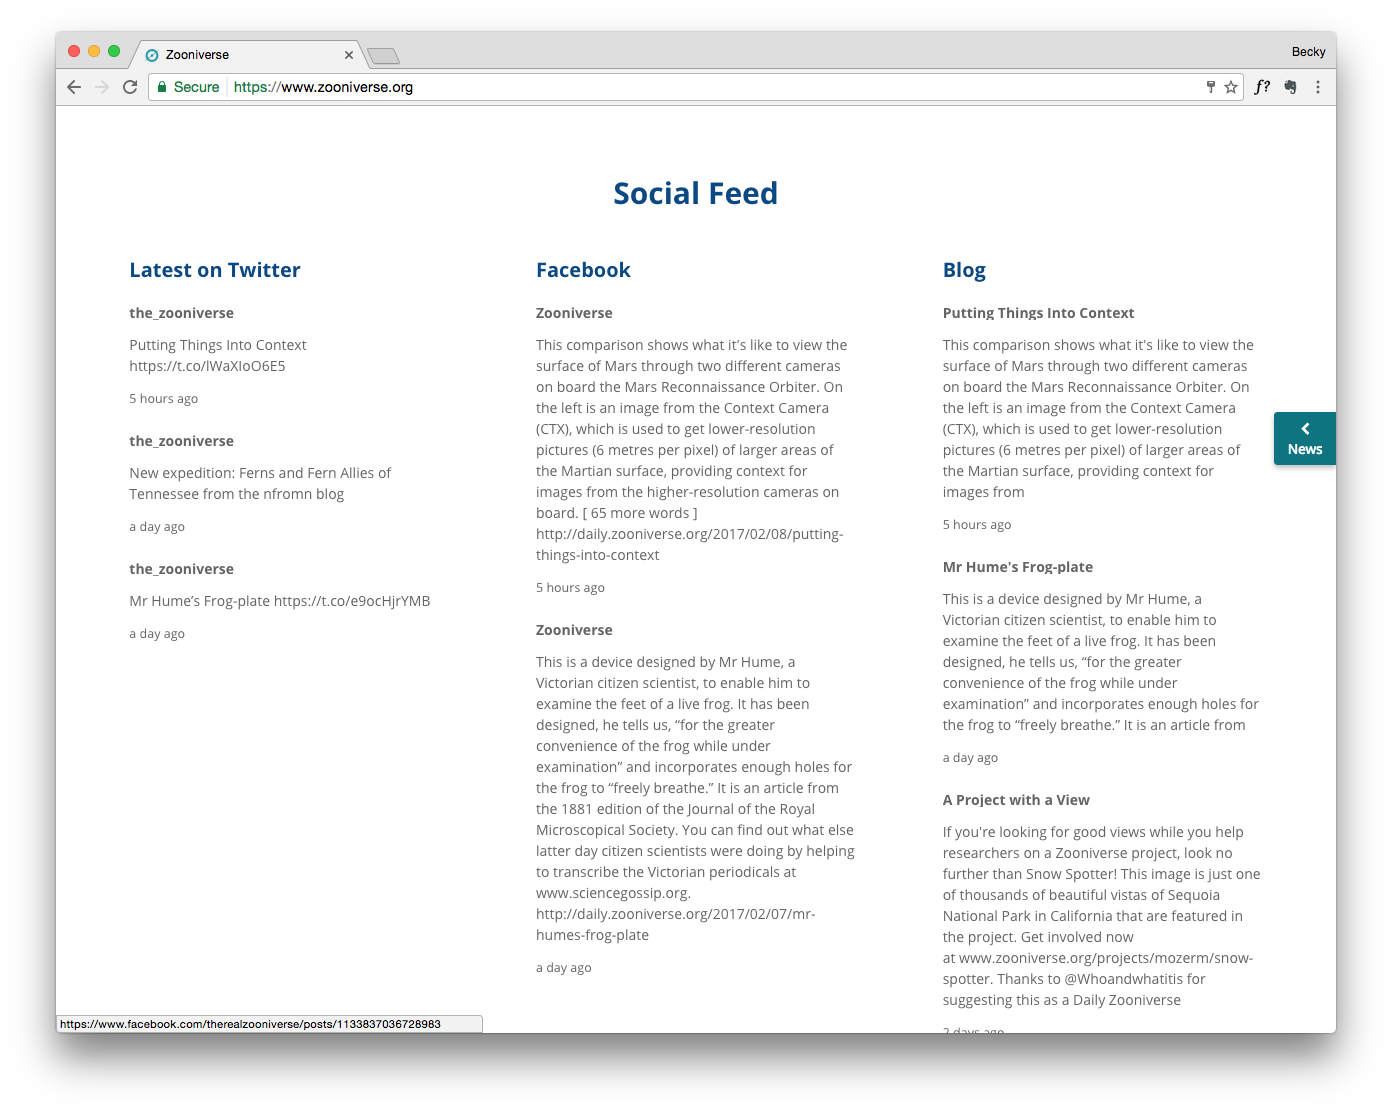 Zooniverse
Becky
Secure
https://www.zooniverse.org
f?
Social Feed
Latest on Twitter
the_zooniverse
Putting Things Into Context
https://t.co/lWaXIoO6E5
5 hours ago
the_zooniverse
New expedition: Ferns and Fern Allies of
Tennessee from the nfromn blog
a day ago
the_zooniverse
Mr Hume’s Frog-plate https://t.co/e9ocHjrYMB
a day ago
Facebook
Zooniverse
This comparison shows what it's like to view the
surface of Mars through two different cameras
on board the Mars Reconnaissance Orbiter. On
the left is an image from the Context Camera
(CTX), which is used to get lower-resolution
pictures (6 metres per pixel) of larger areas of
the Martian surface, providing context for
images from the higher-resolution cameras on
board. [ 65 more words ]
http://daily.zooniverse.org/2017/02/08/putting-
things-into-context
5 hours ago
Zooniverse
This is a device designed by Mr Hume, a
Victorian citizen scientist, to enable him to
examine the feet of a live frog. It has been
designed, he tells us, “for the greater
convenience of the frog while under
examination” and incorporates enough holes for
the frog to “freely breathe.” It is an article from
the 1881 edition of the Journal of the Royal
Microscopical Society. You can find out what else
latter day citizen scientists were doing by helping
to transcribe the Victorian periodicals at
www.sciencegossip.org.
http://daily.zooniverse.org/2017/02/07/mr-
humes-frog-plate
a day ago
Blog
Putting Things Into Context
This comparison shows what it's like to view the
surface of Mars through two different cameras
on board the Mars Reconnaissance Orbiter. On
the left is an image from the Context Camera
(CTX), which is used to get lower-resolution
pictures (6 metres per pixel) of larger areas of
the Martian surface, providing context for
images from
5 hours ago
Mr Hume's Frog-plate
This is a device designed by Mr Hume, a
Victorian citizen scientist, to enable him to
examine the feet of a live frog. It has been
designed, he tells us, “for the greater
convenience of the frog while under
examination” and incorporates enough holes for
the frog to “freely breathe.” It is an article from
a day ago
A Project with a View
If you're looking for good views while you help
researchers on a Zooniverse project, look no
further than Snow Spotter! This image is just one
of thousands of beautiful vistas of Sequoia
National Park in California that are featured in
the project. Get involved now
at www.zooniverse.org/projects/mozerm/snow-
spotter. Thanks to @Whoandwhatitis for
suggesting this as a Daily Zooniverse
2 days ago
News
https://www.facebook.com/therealzooniverse/posts/1133837036728983